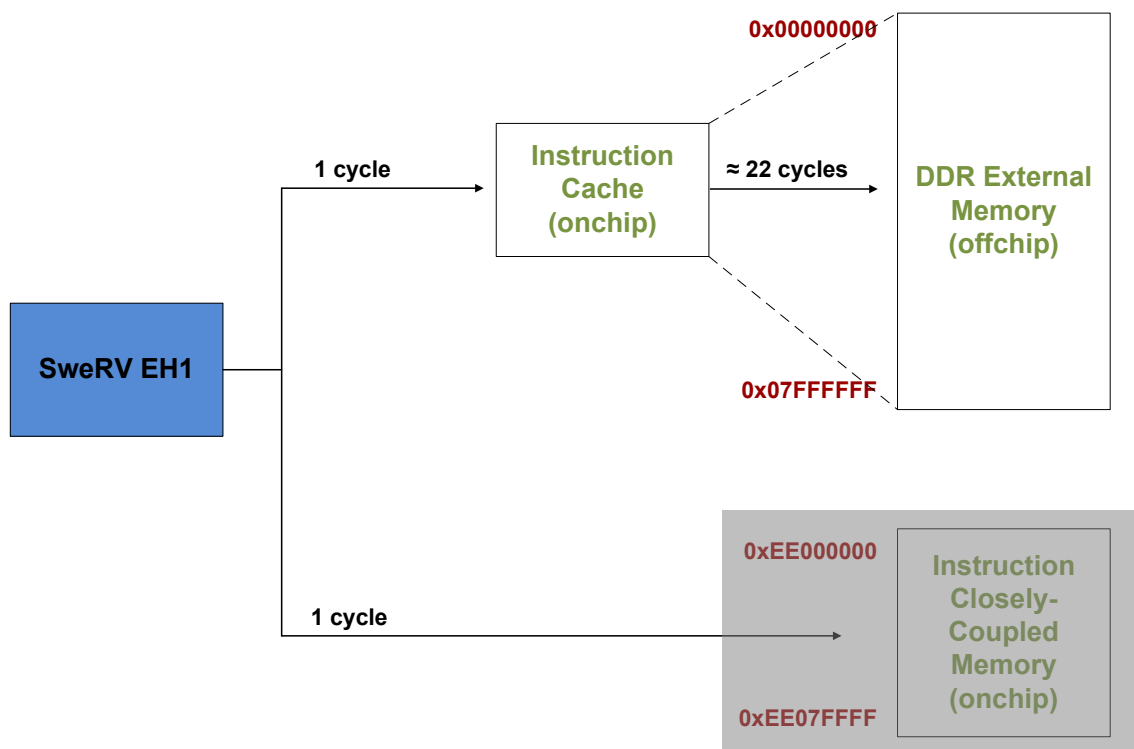 0x00000000
Instruction
Cache
(onchip)
1 cycle
≈ 22 cycles
DDR External
Memory
(offchip)
SweRV EH1
0x07FFFFFF
0xEE000000
Instruction
Closely-
Coupled
Memory
(onchip)
1 cycle
0xEE07FFFF